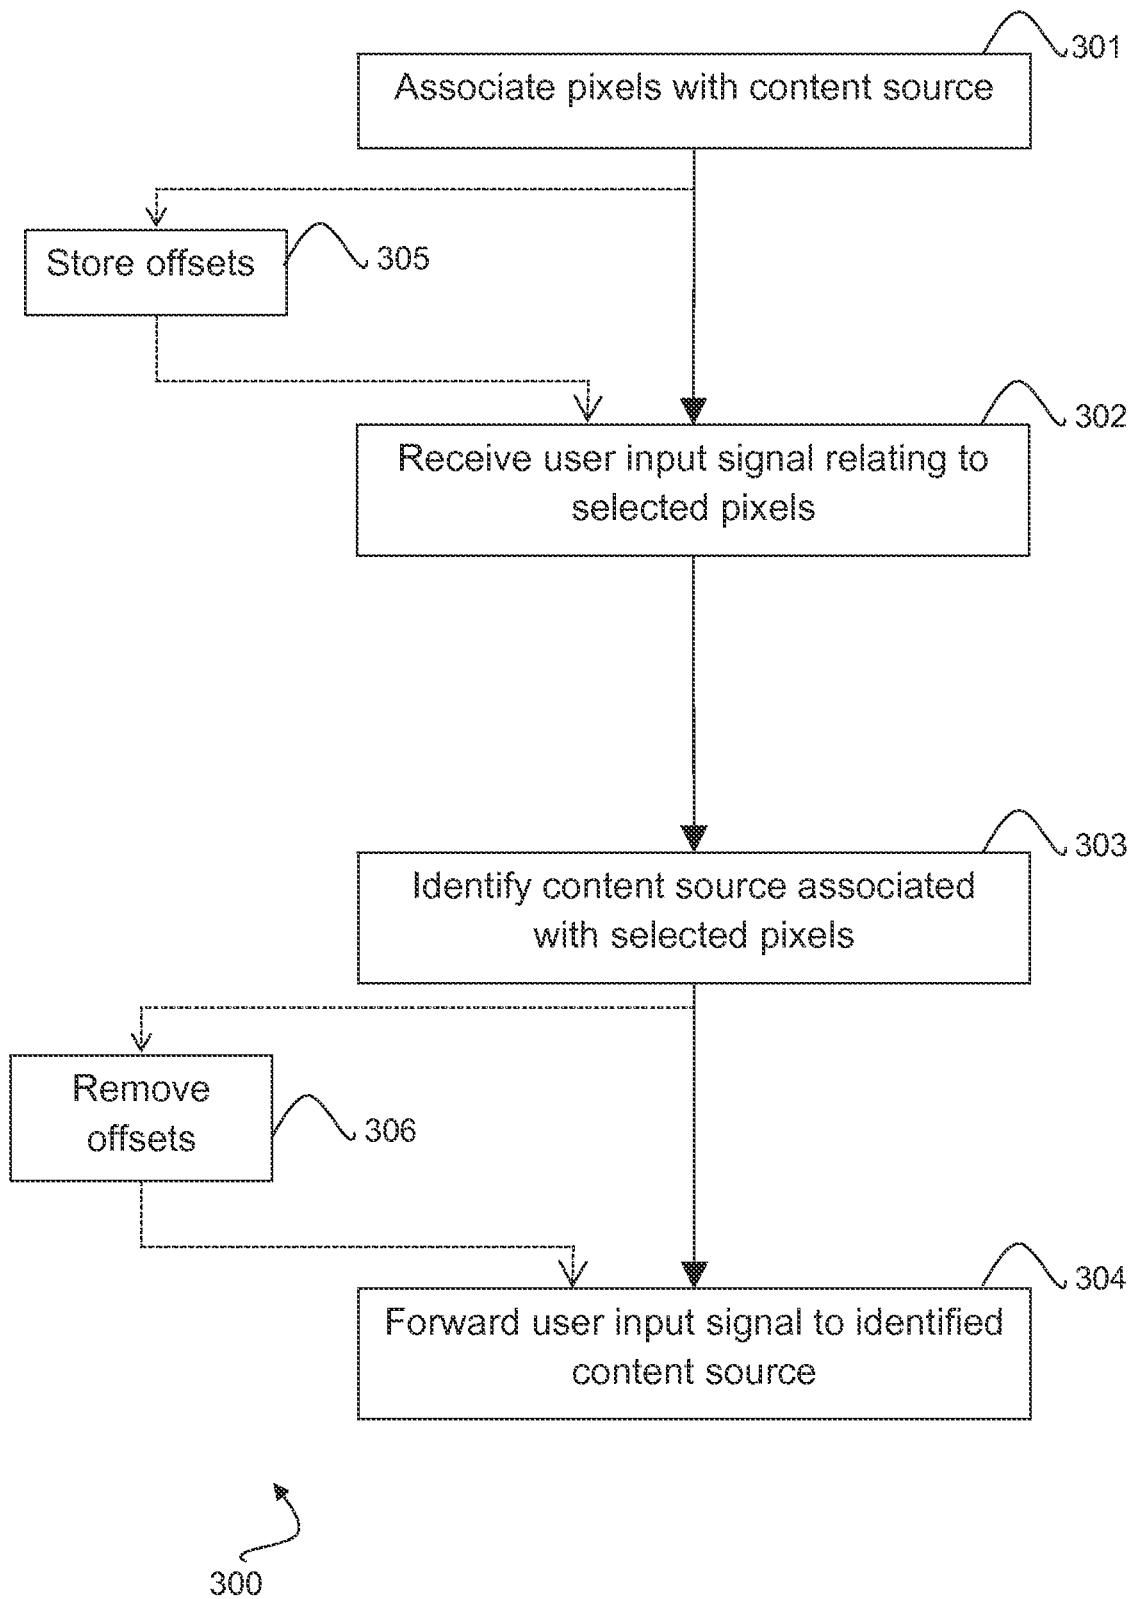 301
Associate pixels with content source
Store offsets
305
302
Receive user input signal relating to
selected pixels
303
Identify content source associated
with selected pixels
Remove
offsets
306
304
Forward user input signal to identified
content source
300